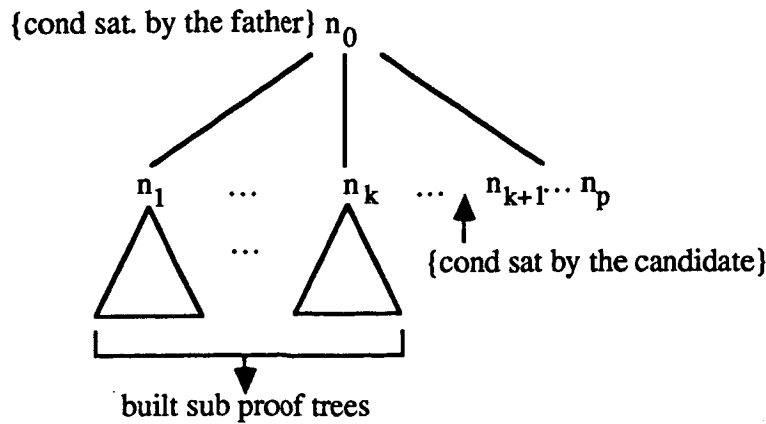 {cond sat. by the father} n0
n1 ... nk ... nk+1... np
...
{cond sat by the candidate}
built sub proof trees